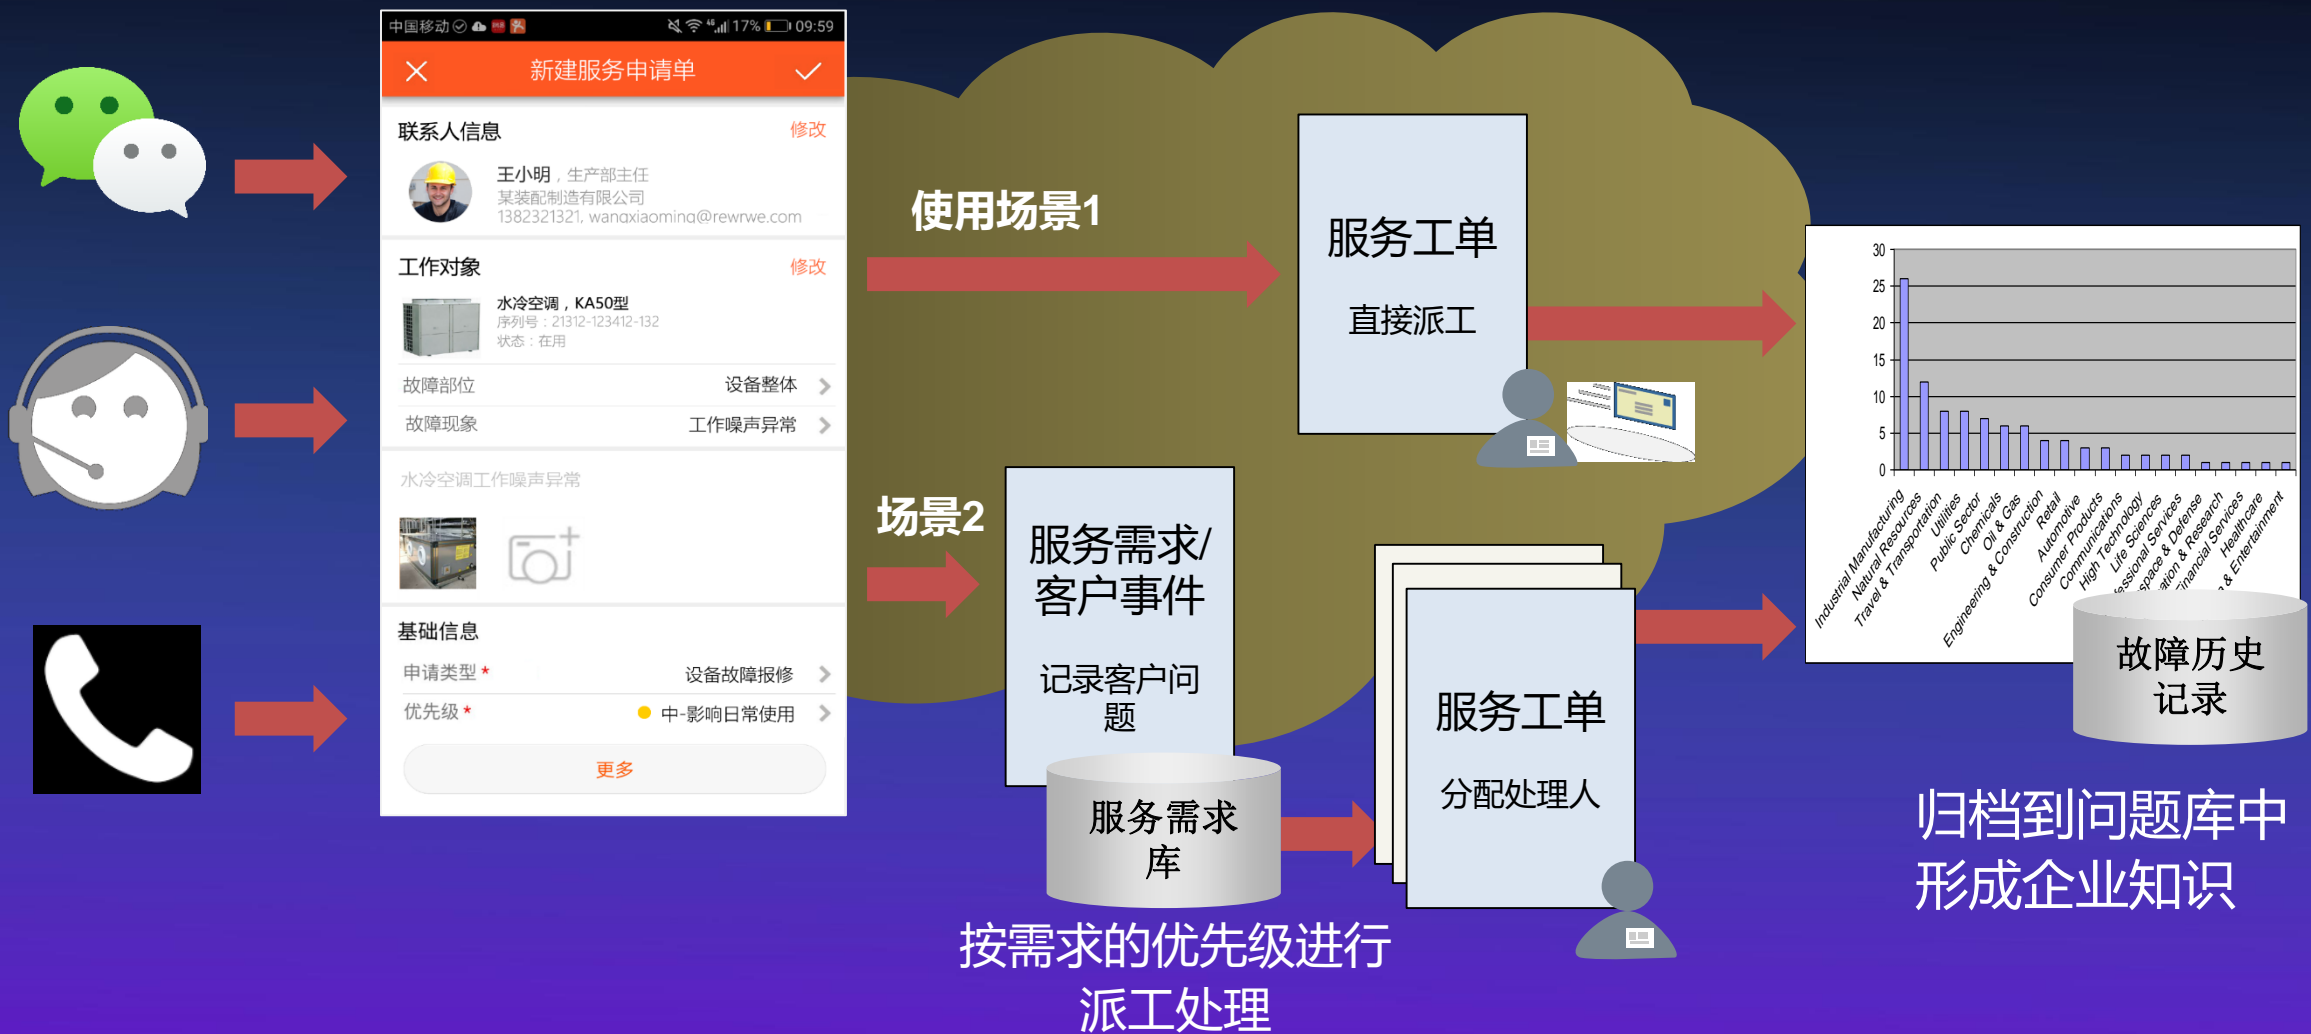 中国移动
4G
17%
09:59
新建服务申请单
联系人信息
修改
王小明，生产部主任
某装配制造有限公司
1382321321, wangxiaoming@rewrwe.com
工作对象
修改
水冷空调，KA50型
序列号：21312-123412-132
状态：在用
故障部位
设备整体
故障现象
工作噪声异常
水冷空调工作噪声异常
基础信息
申请类型*
设备故障报修
优先级*
中-影响日常使用
更多
使用场景1
服务工单
直接派工
场景2
服务需求/
客户事件
记录客户问
题
服务需求
库
按需求的优先级进行
派工处理
服务工单
分配处理人
30
25
20
15
10
5
0
Industrial Manufacturing
Natural Resources
Travel & Transportation
Utilities
Public Sector
Chemicals
Oil & Gas
Engineering & Construction
Retail
Automotive
Consumer Products
Communications
High Technology
Life Sciences
fessional Services
space & Defense
ation & Research
Financial Services
Healthcare
& Entertainment
故障历史
记录
归档到问题库中
形成企业知识